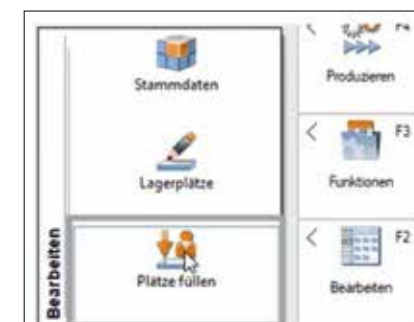 Stammdaten
Lagerplätze
Plätze füllen
Bearbeiten
F4
Produzieren
F3
Funktionen
F2
Bearbeiten